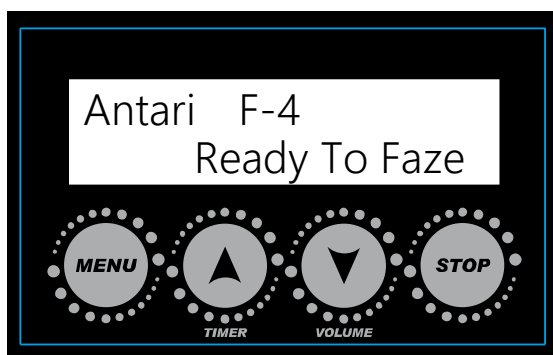 Antari F-4
Ready To Faze
MENU
STOP
TIMER
VOLUME